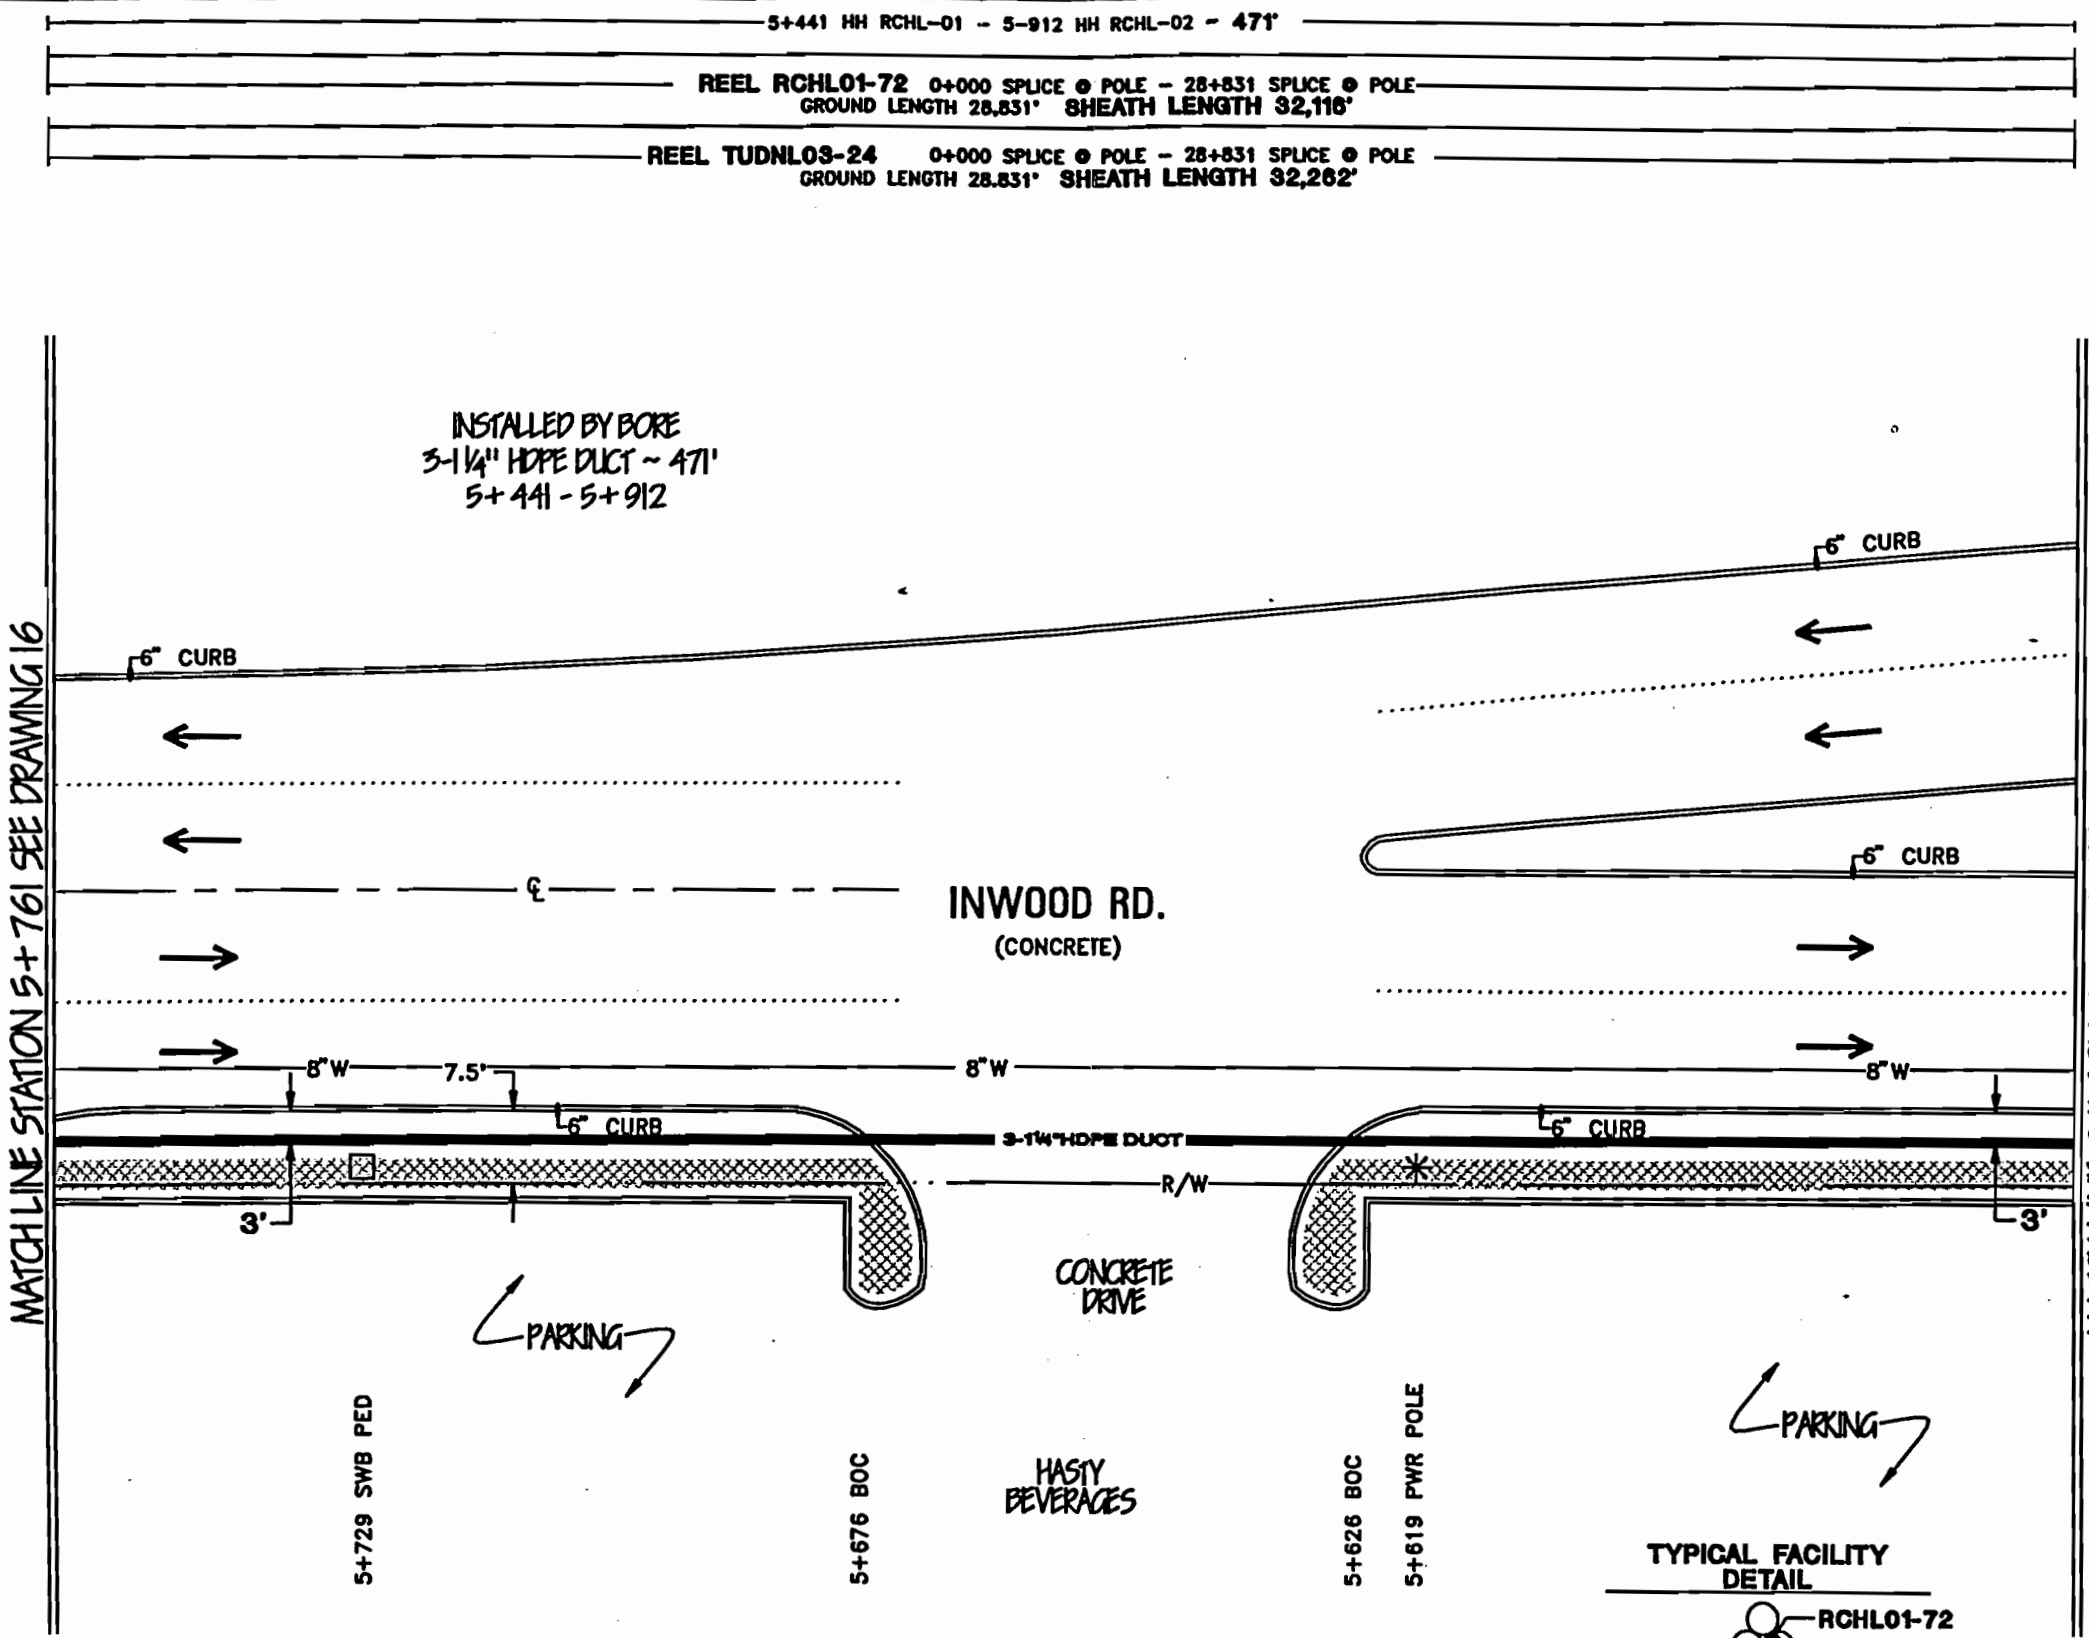 5+441 HH RCHL-01 - 5-912 HH RCHL-02 ~ 471'
REEL RCHL01-72 0+000 SPLICE @ POLE - 28+831 SPLICE @ POLE
GROUND LENGTH 28,831' SHEATH LENGTH 32,116'
REEL TUDNL03-24 0+000 SPLICE @ POLE - 28+831 SPLICE @ POLE
GROUND LENGTH 28.831' SHEATH LENGTH 32,262'
INSTALLED BY BORE
3-1¼" HDPE DUCT ~ 471'
5+441 - 5+912
6" CURB
6" CURB
MATCH LINE STATION 5+761 SEE DRAWING 16
6" CURB
℄
INWOOD RD.
(CONCRETE)
8"W
7.5'
8"W
8"W
6" CURB
6" CURB
3-1¼" HDPE DUCT
R/W
3'
3'
CONCRETE
DRIVE
PARKING
PARKING
5+729 SWB PED
5+676 BOC
HASTY
BEVERAGES
5+626 BOC
5+619 PWR POLE
TYPICAL FACILITY
DETAIL
RCHL01-72